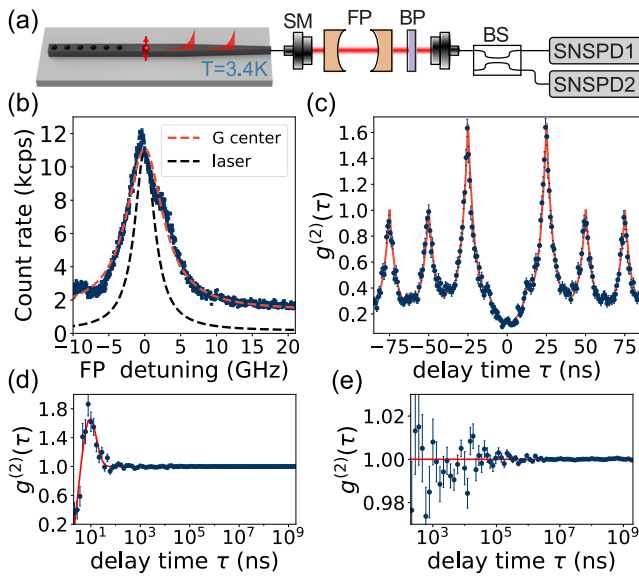 (a)
SM FP BP BS
SNSPD1
SNSPD2
T=3.4K
(b)
Count rate (kcps)
12
10
8
6
4
2
0
G center
laser
-10 -5 0 5 10 15 20
FP detuning (GHz)
(c)
g⁽²⁾(τ)
1.6
1.4
1.2
1.0
0.8
0.6
0.4
0.2
−75 −50 −25 0 25 50 75
delay time τ (ns)
(d)
g⁽²⁾(τ)
1.8
1.4
1.0
0.6
0.2
10¹ 10³ 10⁵ 10⁷ 10⁹
delay time τ (ns)
(e)
g⁽²⁾(τ)
1.02
1.00
0.98
10³ 10⁵ 10⁷ 10⁹
delay time τ (ns)